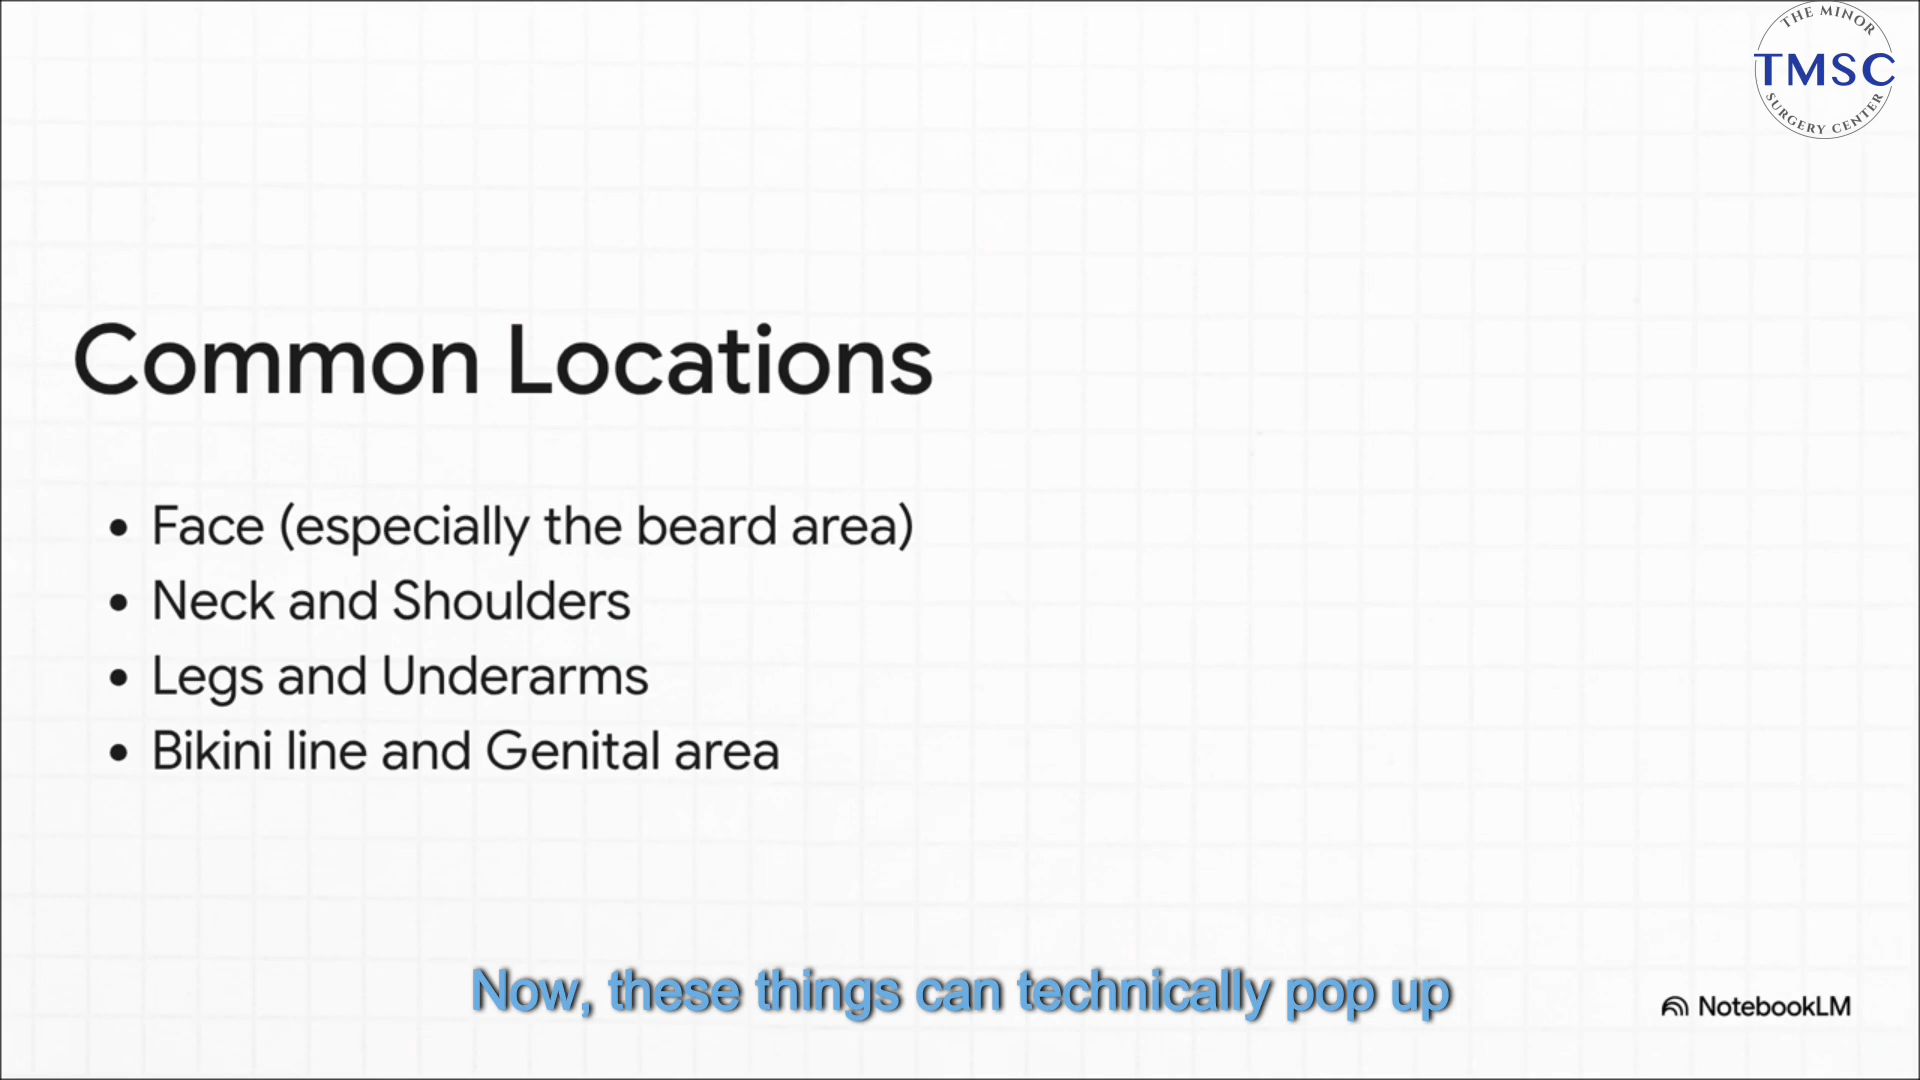 THE MINOR
TMSC
SURGERY CENTER
Common Locations
• Face (especially the beard area)
• Neck and Shoulders
• Legs and Underarms
• Bikini line and Genital area
Now, these things can technically pop up
NotebookLM